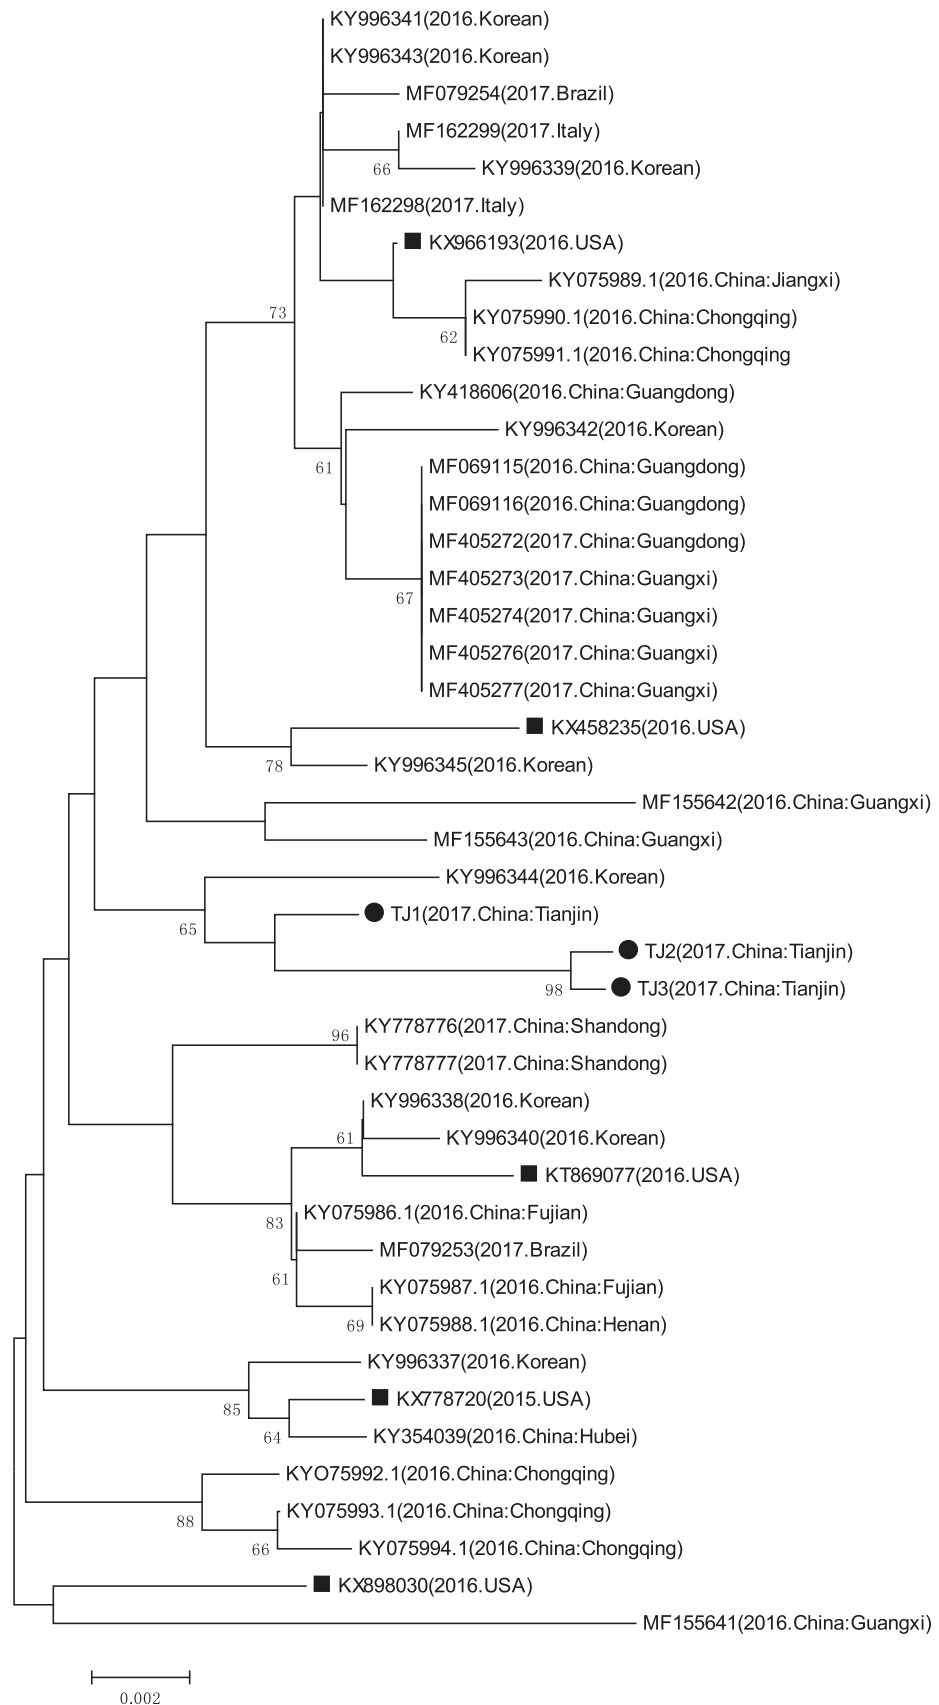 KY996341(2016.Korean)
KY996343(2016.Korean)
MF079254(2017.Brazil)
MF162299(2017.Italy)
66
KY996339(2016.Korean)
MF162298(2017.Italy)
KX966193(2016.USA)
KY075989.1(2016.China:Jiangxi)
73
KY075990.1(2016.China:Chongqing)
62
KY075991.1(2016.China:Chongqing
KY418606(2016.China:Guangdong)
KY996342(2016.Korean)
61
MF069115(2016.China:Guangdong)
MF069116(2016.China:Guangdong)
MF405272(2017.China:Guangdong)
MF405273(2017.China:Guangxi)
67
MF405274(2017.China:Guangxi)
MF405276(2017.China:Guangxi)
MF405277(2017.China:Guangxi)
KX458235(2016.USA)
78
KY996345(2016.Korean)
MF155642(2016.China:Guangxi)
MF155643(2016.China:Guangxi)
KY996344(2016.Korean)
TJ1(2017.China:Tianjin)
65
TJ2(2017.China:Tianjin)
98
TJ3(2017.China:Tianjin)
KY778776(2017.China:Shandong)
96
KY778777(2017.China:Shandong)
KY996338(2016.Korean)
61
KY996340(2016.Korean)
KT869077(2016.USA)
KY075986.1(2016.China:Fujian)
83
MF079253(2017.Brazil)
61
KY075987.1(2016.China:Fujian)
69
KY075988.1(2016.China:Henan)
KY996337(2016.Korean)
KX778720(2015.USA)
85
64
KY354039(2016.China:Hubei)
KYO75992.1(2016.China:Chongqing)
KY075993.1(2016.China:Chongqing)
88
66
KY075994.1(2016.China:Chongqing)
KX898030(2016.USA)
MF155641(2016.China:Guangxi)
0.002